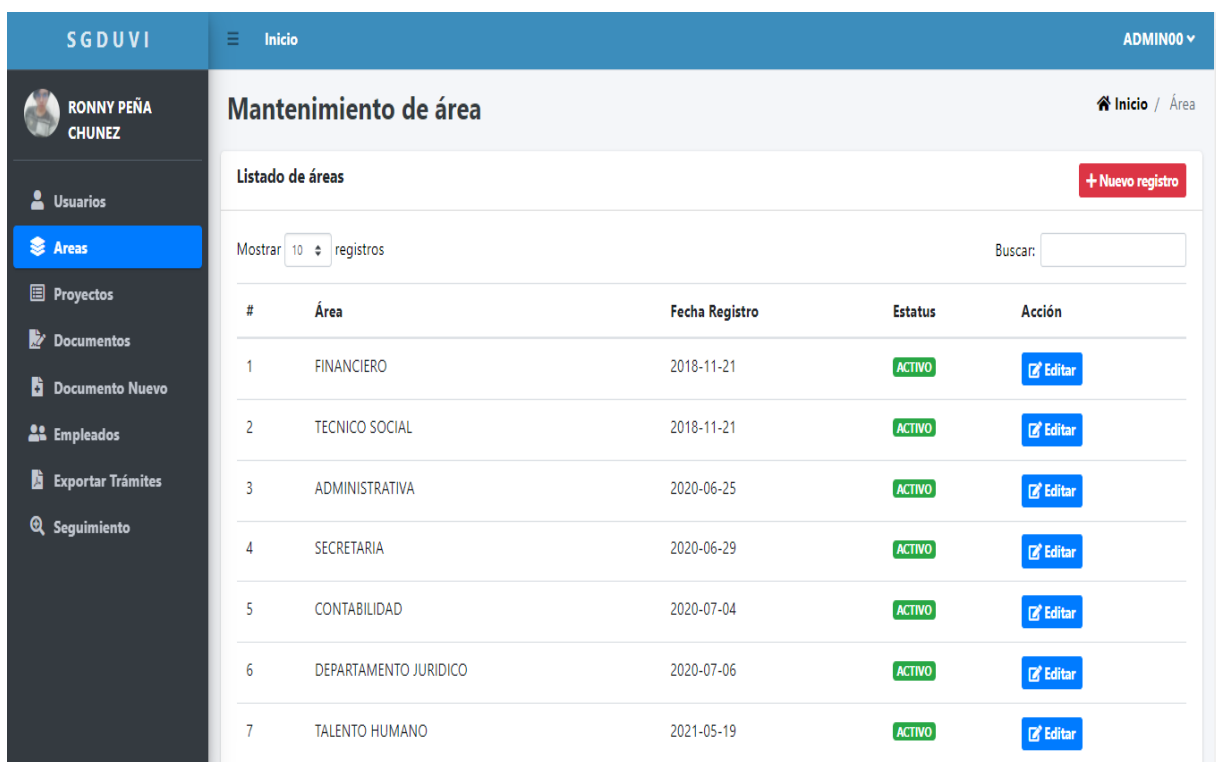 SGDUVI
Inicio
ADMIN00
RONNY PEÑA
CHUNEZ
Usuarios
Areas
Proyectos
Documentos
Documento Nuevo
Empleados
Exportar Trámites
Seguimiento
Mantenimiento de área
Inicio / Área
Listado de áreas
+ Nuevo registro
Mostrar 10 registros
Buscar:
# Área Fecha Registro Estatus Acción
1 FINANCIERO 2018-11-21 ACTIVO Editar
2 TECNICO SOCIAL 2018-11-21 ACTIVO Editar
3 ADMINISTRATIVA 2020-06-25 ACTIVO Editar
4 SECRETARIA 2020-06-29 ACTIVO Editar
5 CONTABILIDAD 2020-07-04 ACTIVO Editar
6 DEPARTAMENTO JURIDICO 2020-07-06 ACTIVO Editar
7 TALENTO HUMANO 2021-05-19 ACTIVO Editar